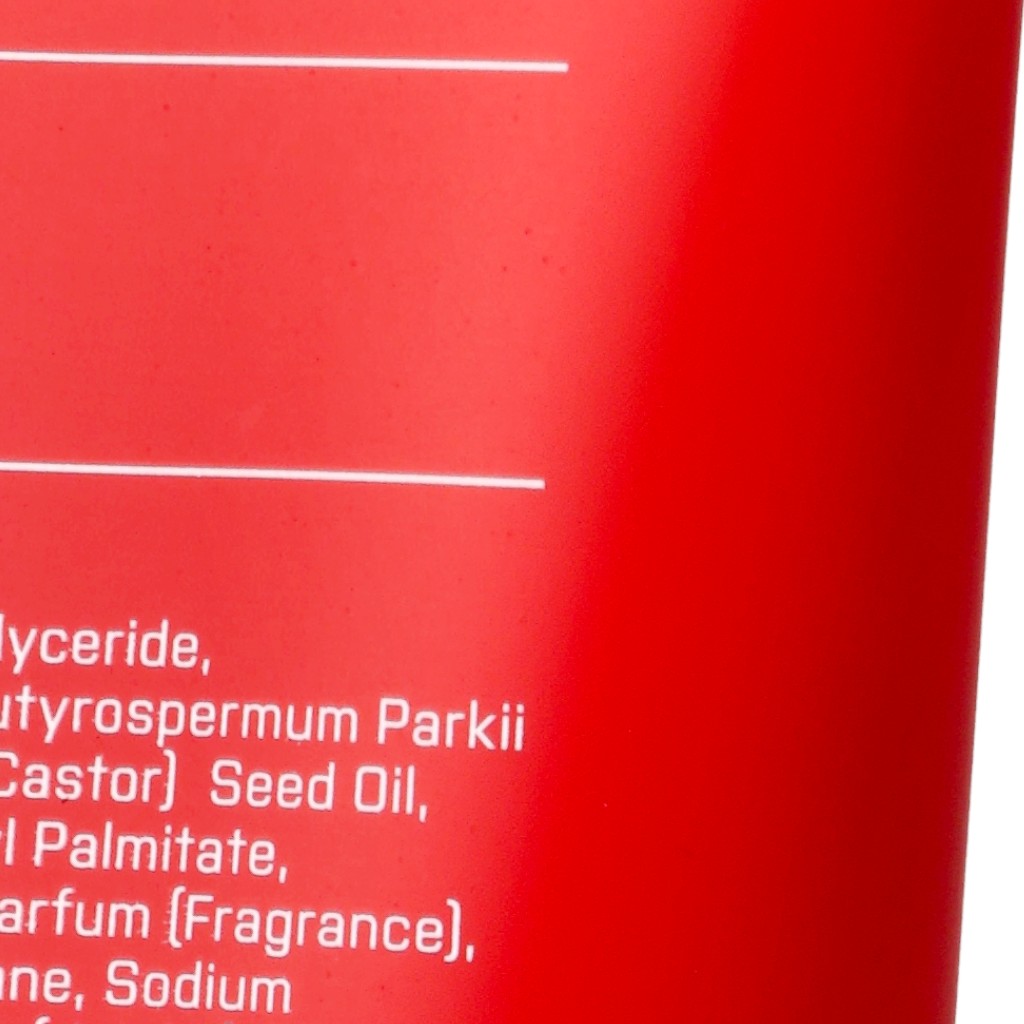 lyceride,
utyrospermum Parkii
Castor) Seed Oil,
l Palmitate,
arfum (Fragrance),
ne, Sodium